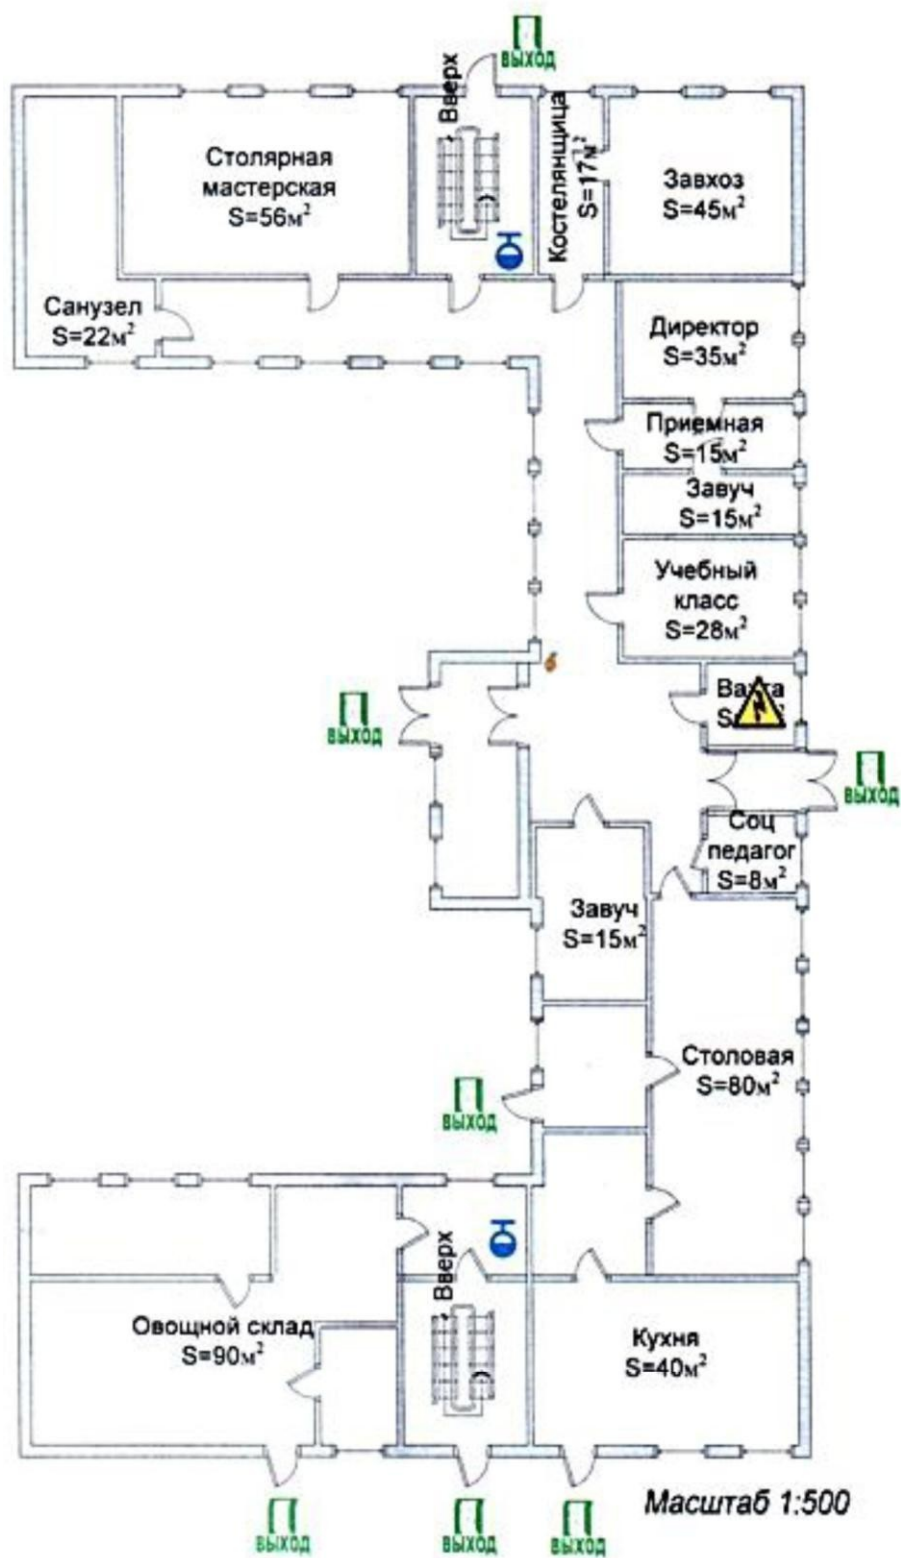 ВЫХОД
Вверх
Столярная
мастерская
S=56м²
Костелянщица
S=17м²
Завхоз
S=45м²
Санузел
S=22м²
Директор
S=35м²
Приемная
S=15м²
Завуч
S=15м²
Учебный
класс
S=28м²
ВЫХОД
ВЫХОД
Соц
педагог
S=8м²
Завуч
S=15м²
Столовая
S=80м²
ВЫХОД
Вверх
Овощной склад
S=90м²
Кухня
S=40м²
Масштаб 1:500
ВЫХОД
ВЫХОД
ВЫХОД